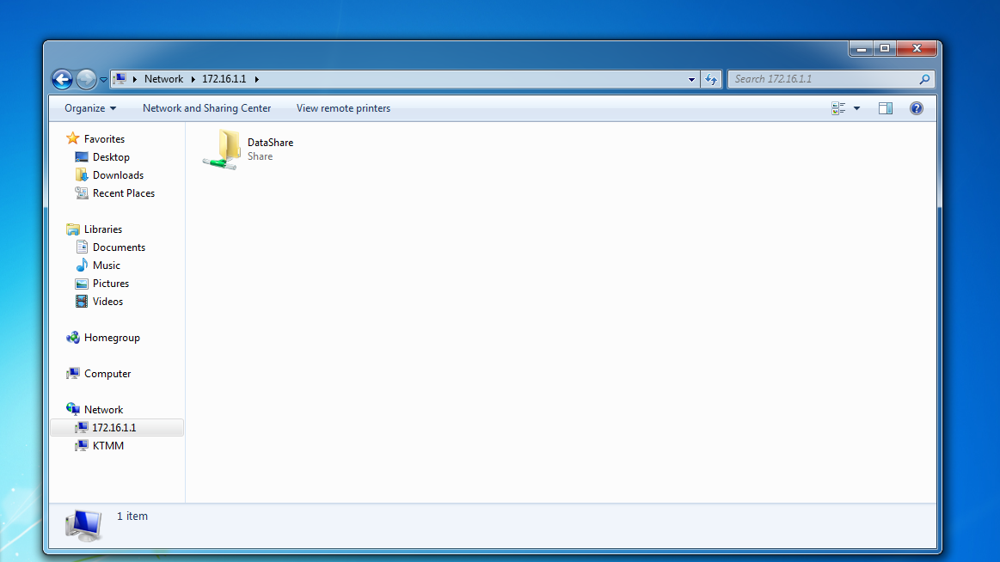 Network 172.16.1.1
Search 172.16.1.1
Organize Network and Sharing Center View remote printers
Favorites
Desktop
Downloads
Recent Places
Libraries
Documents
Music
Pictures
Videos
Homegroup
Computer
Network
172.16.1.1
KTMM
DataShare
Share
1 item